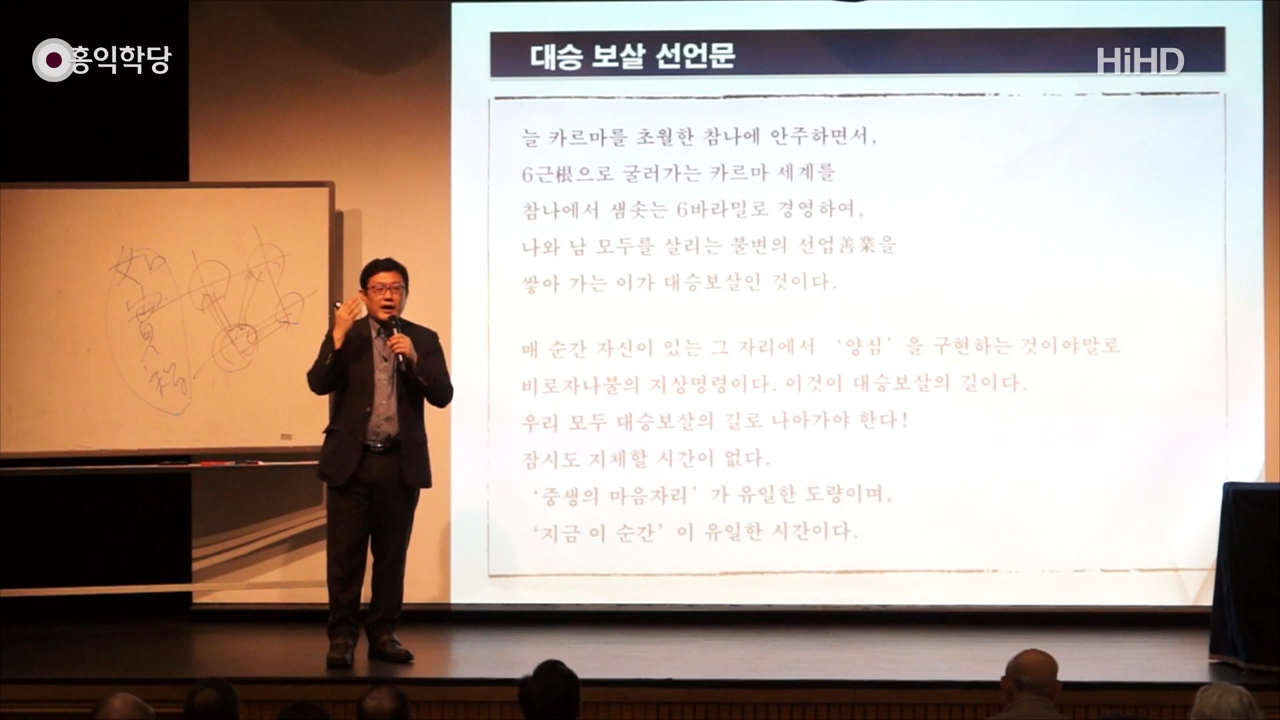 홍익학당
HiHD
대승 보살 선언문
늘 카르마를 초월한 참나에 안주하면서,
6근根으로 굴러가는 카르마 세계를
참나에서 샘솟는 6바라밀로 경영하여,
나와 남 모두를 살리는 불변의 선업善業을
쌓아 가는 이가 대승보살인 것이다.
매 순간 자신이 있는 그 자리에서 ‘양심’을 구현하는 것이야말로
비로자나불의 지상명령이다. 이것이 대승보살의 길이다.
우리 모두 대승보살의 길로 나아가야 한다!
잠시도 지체할 시간이 없다.
‘중생의 마음자리’가 유일한 도량이며,
‘지금 이 순간’이 유일한 시간이다.
如
實